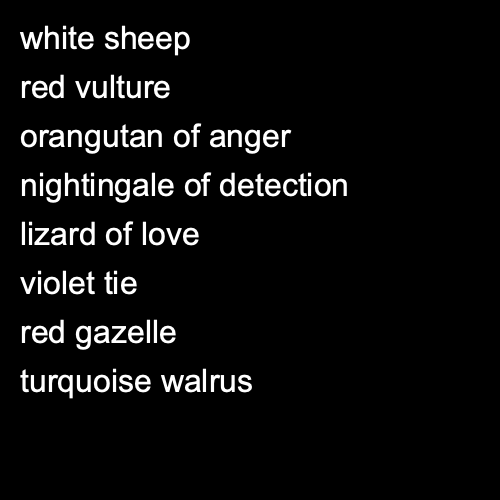 white sheep
red vulture
orangutan of anger
nightingale of detection
lizard of love
violet tie
red gazelle
turquoise walrus